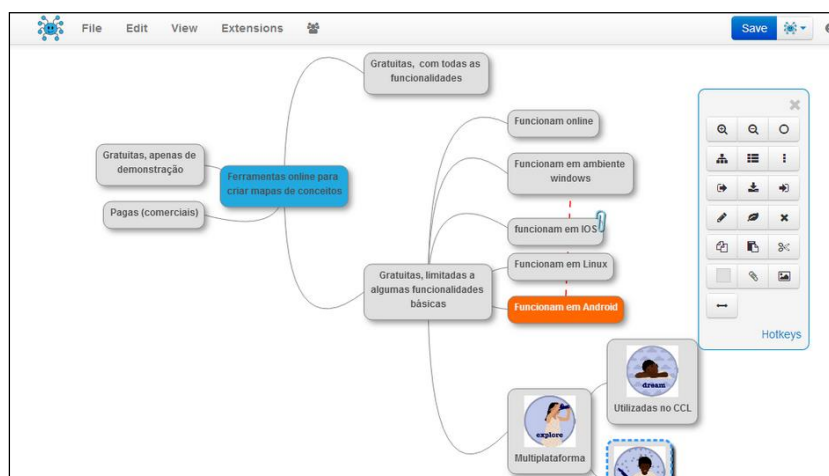 File Edit View Extensions
Save
Gratuitas, com todas as
funcionalidades
Gratuitas, apenas de
demonstração
Ferramentas online para
criar mapas de conceitos
Pagas (comerciais)
Funcionam online
Funcionam em ambiente
windows
funcionam em IOS
Funcionam em Linux
Gratuitas, limitadas a
algumas funcionalidades
básicas
Funcionam em Android
Hotkeys
dream
Utilizadas no CCL
explore
Multiplataforma